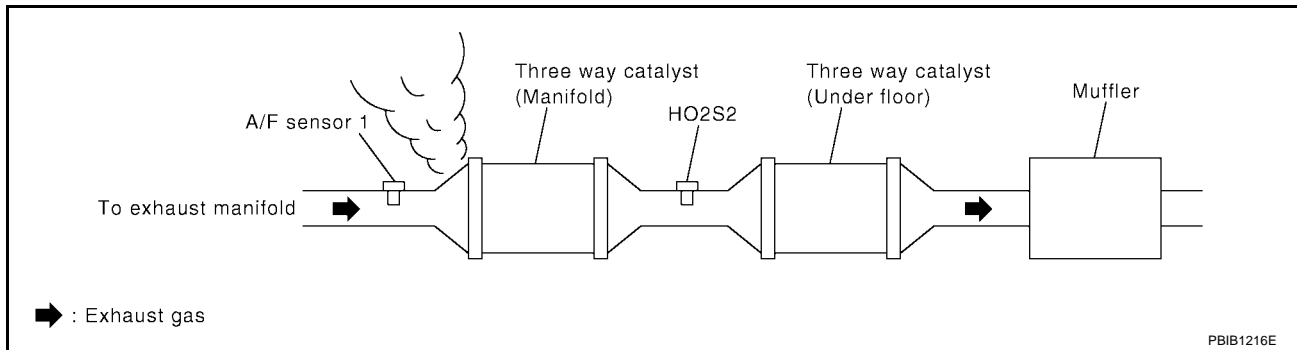 Three way catalyst
(Manifold)
Three way catalyst
(Under floor)
Muffler
A/F sensor 1
HO2S2
To exhaust manifold
: Exhaust gas
PBIB1216E